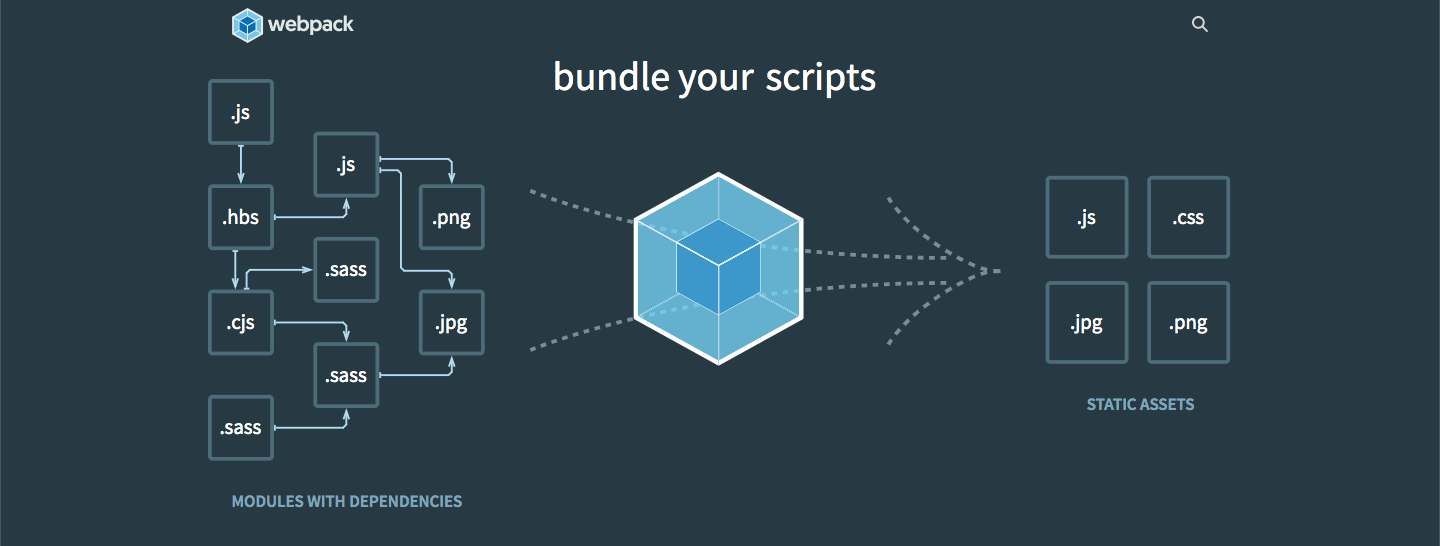 webpack
bundle your scripts
.js
.js
.hbs
.png
.sass
.cjs
.jpg
.sass
.sass
MODULES WITH DEPENDENCIES
.js
.css
.jpg
.png
STATIC ASSETS